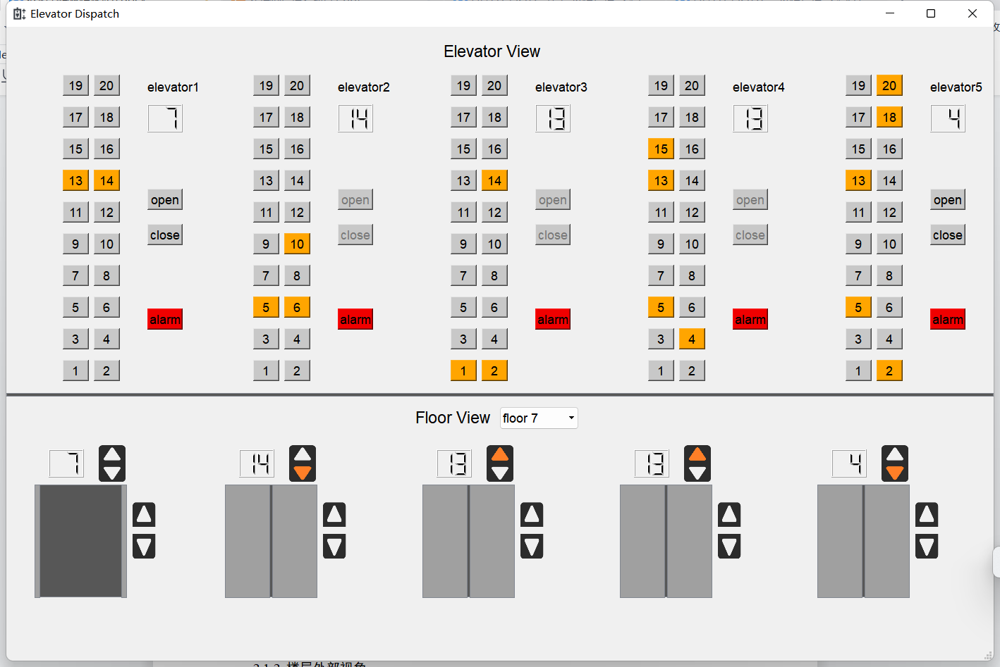 Elevator Dispatch
Elevator View
19 20 elevator1 19 20 elevator2 19 20 elevator3 19 20 elevator4 19 20 elevator5
17 18 7 17 18 14 17 18 13 17 18 13 17 18 4
15 16 15 16 15 16 15 16 15 16
13 14 13 14 13 14 13 14 13 14
open open open open open
11 12 11 12 11 12 11 12 11 12
close close close close close
9 10 9 10 9 10 9 10 9 10
7 8 7 8 7 8 7 8 7 8
5 6 5 6 5 6 5 6 5 6
alarm alarm alarm alarm alarm
3 4 3 4 3 4 3 4 3 4
1 2 1 2 1 2 1 2 1 2
Floor View floor 7
7 14 13 13 4